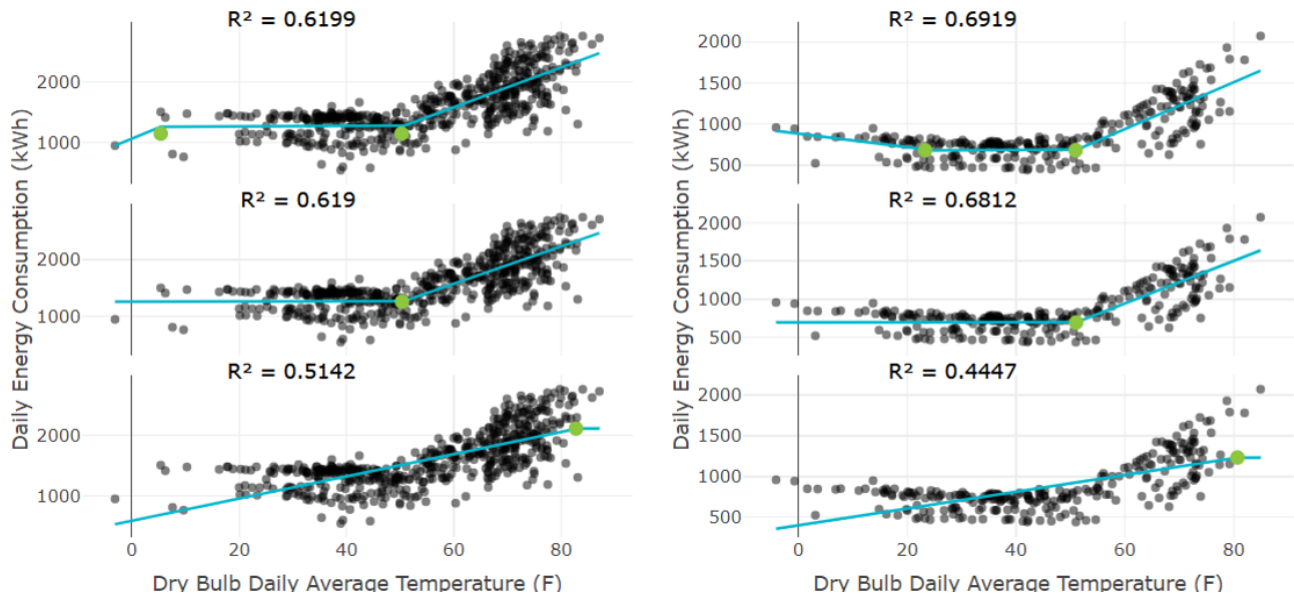 R² = 0.6199
2000
1000
R² = 0.619
2000
1000
R² = 0.5142
2000
1000
0 20 40 60 80
Daily Energy Consumption (kWh)
Dry Bulb Daily Average Temperature (F)
R² = 0.6919
2000
1500
1000
500
R² = 0.6812
2000
1500
1000
500
R² = 0.4447
2000
1500
1000
500
0 20 40 60 80
Daily Energy Consumption (kWh)
Dry Bulb Daily Average Temperature (F)